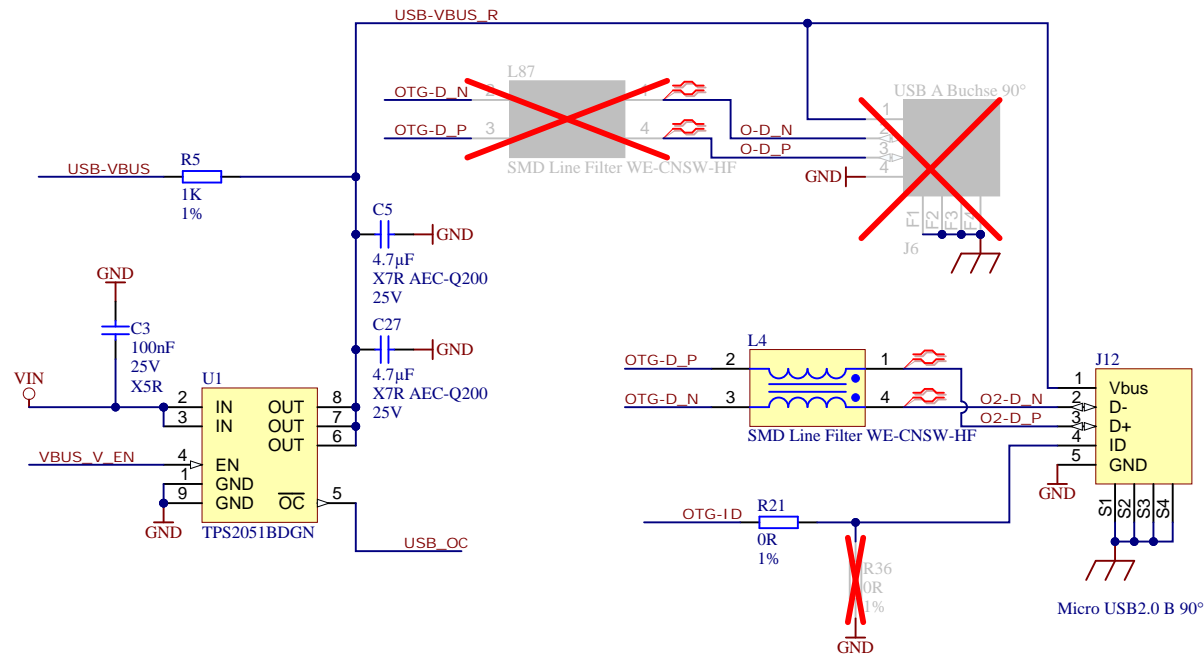 USB-VBUS_R
L87
OTG-D_N
2
1
OTG-D_P
3
4
SMD Line Filter WE-CNSW-HF
USB A Buchse 90°
O-D_N
O-D_P
GND
1
2
3
4
F1
F2
F3
F4
J6
USB-VBUS
R5
1K
1%
C5
GND
4.7µF
X7R AEC-Q200
25V
C27
GND
4.7µF
X7R AEC-Q200
25V
GND
C3
100nF
25V
X5R
VIN
U1
2
IN
OUT
8
3
IN
OUT
7
OUT
6
VBUS_V_EN
4
EN
1
GND
9
GND
OC
5
GND
TPS2051BDGN
USB_OC
L4
OTG-D_P
2
1
OTG-D_N
3
4
SMD Line Filter WE-CNSW-HF
O2-D_N
O2-D_P
J12
1
Vbus
2
D-
3
D+
4
ID
5
GND
GND
S1
S2
S3
S4
Micro USB2.0 B 90°
OTG-ID
R21
0R
1%
R36
0R
1%
GND